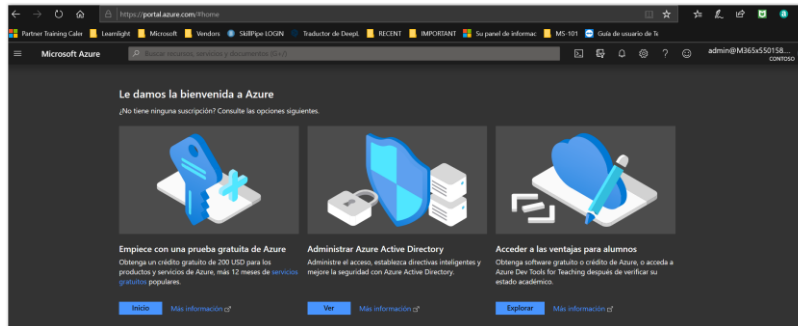 https://portal.azure.com/#home
Partner Training Caler Learnlight Microsoft Vendors SkillPipe LOGIN Traductor de DeepL RECENT IMPORTANT Su panel de informac MS-101 Guía de usuario de Te
Microsoft Azure Buscar recursos, servicios y documentos (G+/) admin@M365x550158...
CONTOSO
Le damos la bienvenida a Azure
¿No tiene ninguna suscripción? Consulte las opciones siguientes.
Empiece con una prueba gratuita de Azure
Obtenga un crédito gratuito de 200 USD para los
productos y servicios de Azure, más 12 meses de servicios
gratuitos populares.
Inicio Más información
Administrar Azure Active Directory
Administre el acceso, establezca directivas inteligentes y
mejore la seguridad con Azure Active Directory.
Ver Más información
Acceder a las ventajas para alumnos
Obtenga software gratuito o crédito de Azure, o acceda a
Azure Dev Tools for Teaching después de verificar su
estado académico.
Explorar Más información